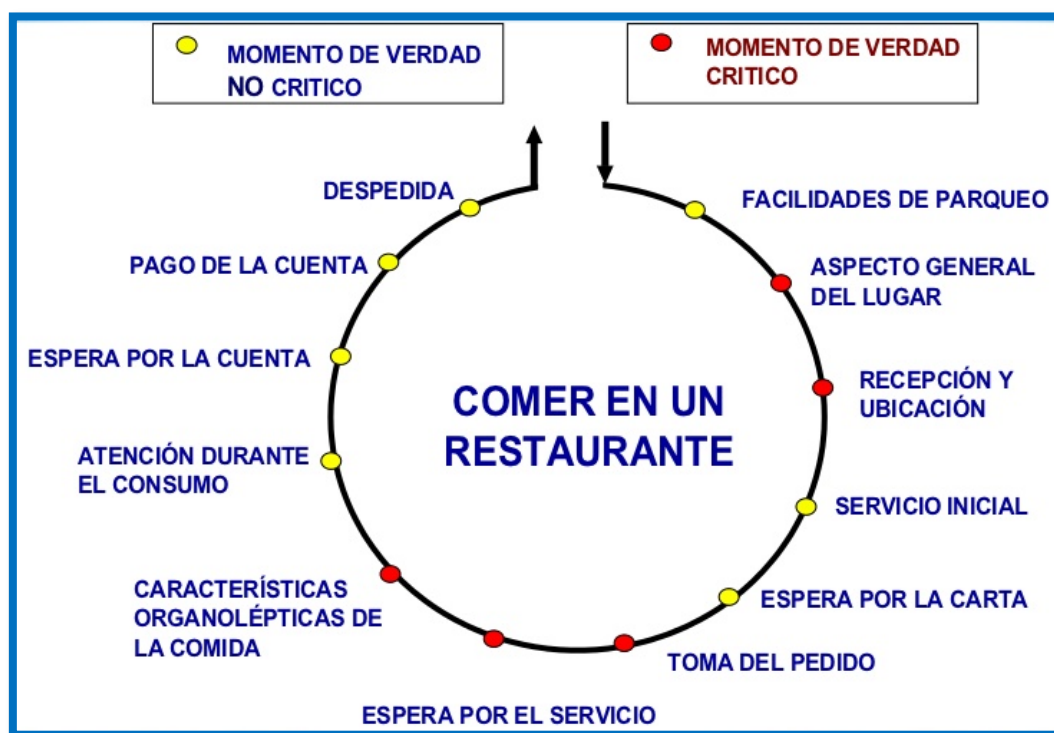 MOMENTO DE VERDAD
NO CRITICO
MOMENTO DE VERDAD
CRITICO
FACILIDADES DE PARQUEO
ASPECTO GENERAL
DEL LUGAR
RECEPCIÓN Y
UBICACIÓN
SERVICIO INICIAL
ESPERA POR LA CARTA
TOMA DEL PEDIDO
ESPERA POR EL SERVICIO
CARACTERÍSTICAS
ORGANOLÉPTICAS DE
LA COMIDA
ATENCIÓN DURANTE
EL CONSUMO
ESPERA POR LA CUENTA
PAGO DE LA CUENTA
DESPEDIDA
COMER EN UN
RESTAURANTE